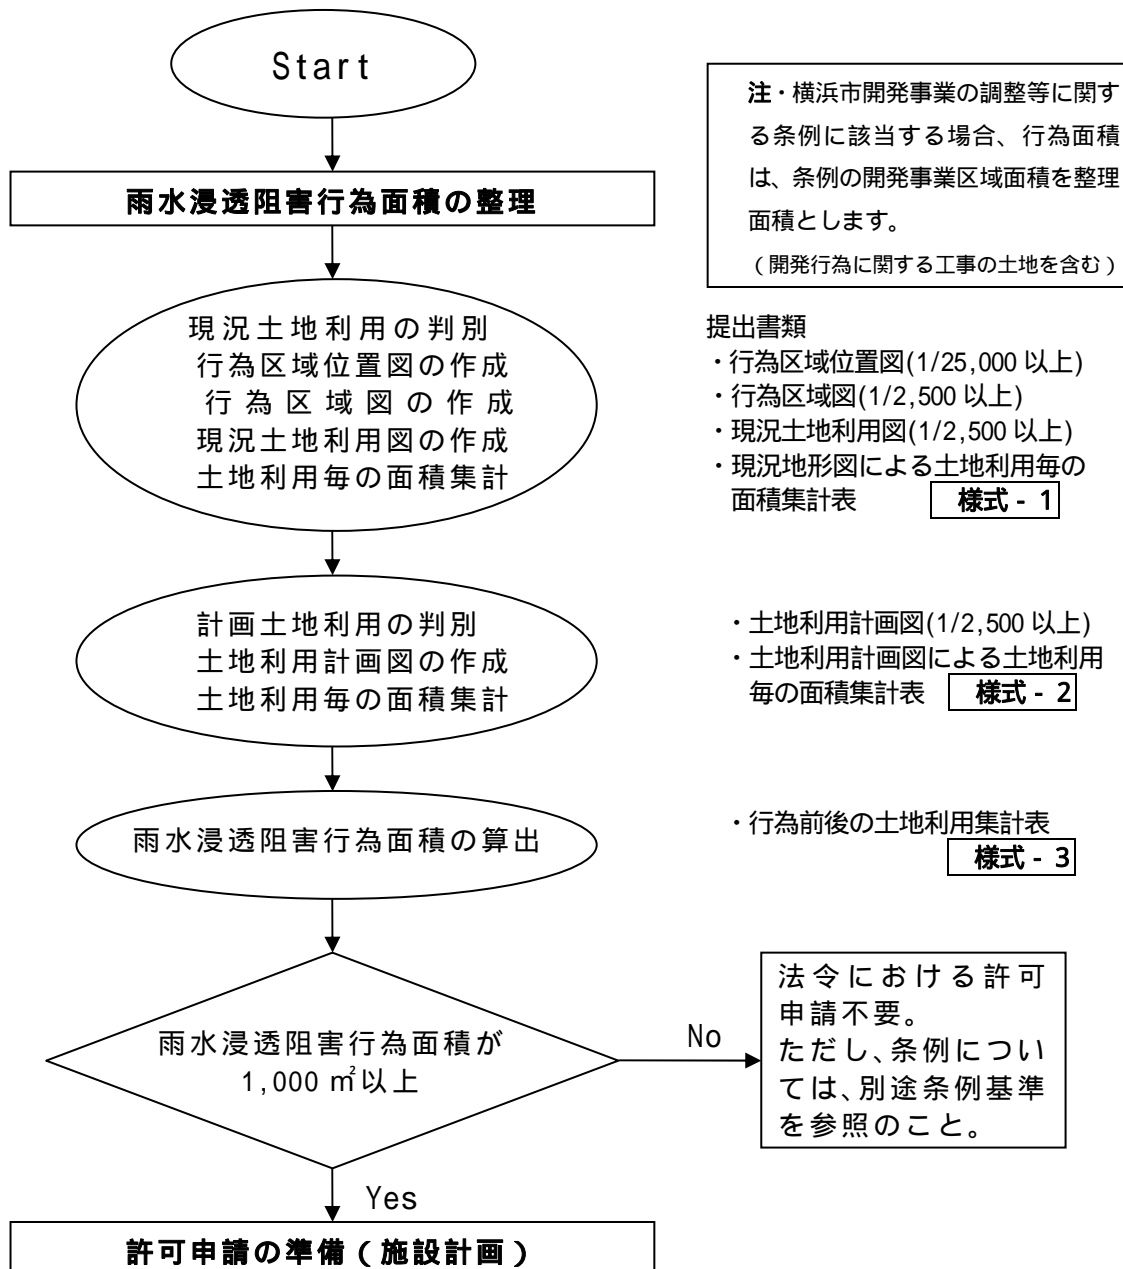 Start
雨水浸透阻害行為面積の整理
注・横浜市開発事業の調整等に関す
る条例に該当する場合、行為面積
は、条例の開発事業区域面積を整理
面積とします。
（開発行為に関する工事の土地を含む）
現況土地利用の判別
行為区域位置図の作成
行為区域図の作成
現況土地利用図の作成
土地利用毎の面積集計
提出書類
・行為区域位置図(1/25,000 以上)
・行為区域図(1/2,500 以上)
・現況土地利用図(1/2,500 以上)
・現況地形図による土地利用毎の
面積集計表 様式 - 1
計画土地利用の判別
土地利用計画図の作成
土地利用毎の面積集計
・土地利用計画図(1/2,500 以上)
・土地利用計画図による土地利用
毎の面積集計表 様式 - 2
雨水浸透阻害行為面積の算出
・行為前後の土地利用集計表
様式 - 3
雨水浸透阻害行為面積が
1,000 ㎡以上
No
法令における許可
申請不要。
ただし、条例につい
ては、別途条例基準
を参照のこと。
Yes
許可申請の準備（施設計画）